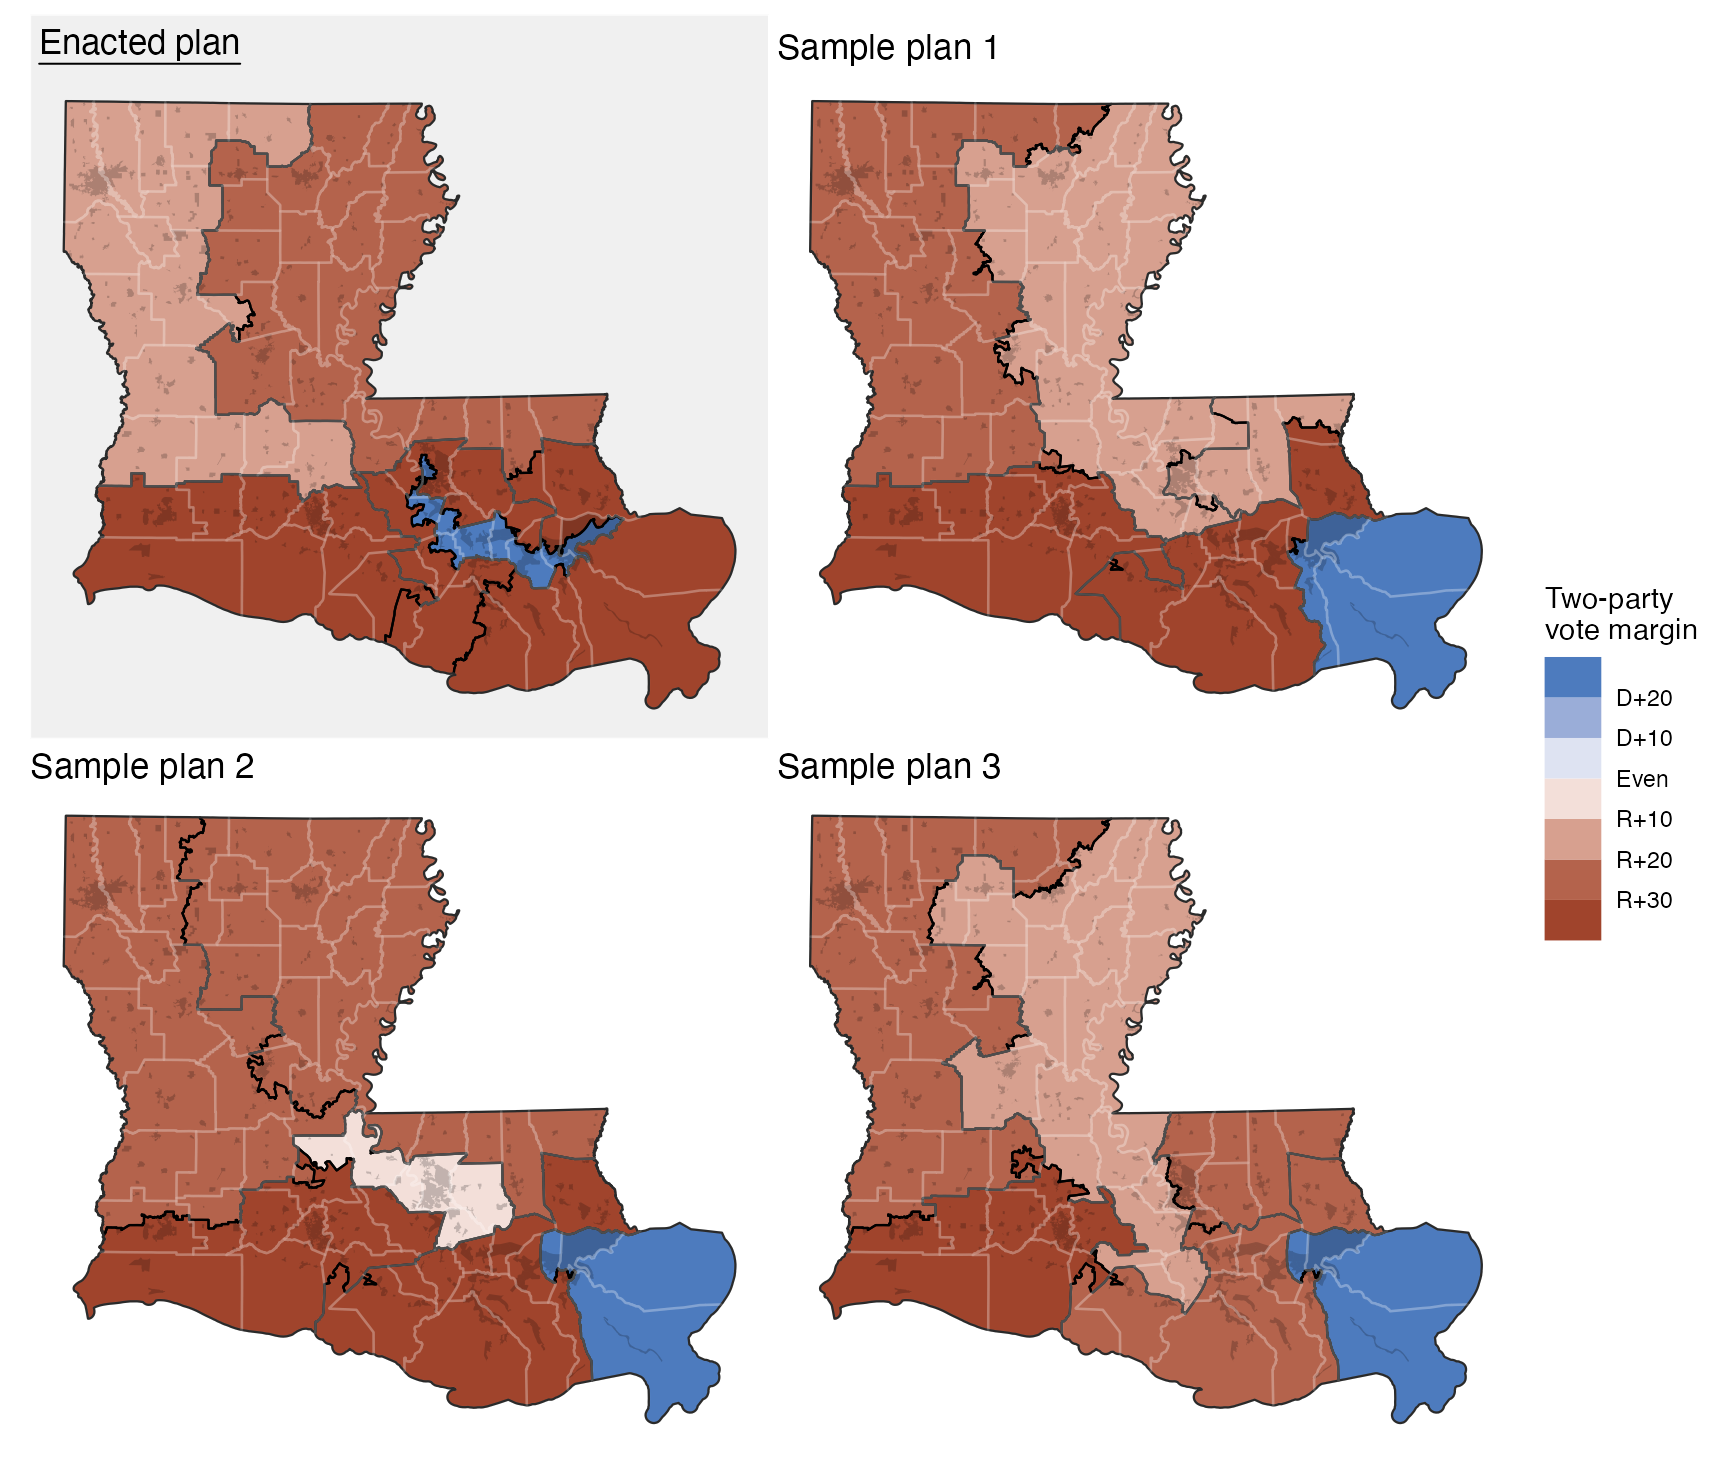 Enacted plan
Sample plan 1
Sample plan 2
Sample plan 3
Two-party
vote margin
D+20
D+10
Even
R+10
R+20
R+30